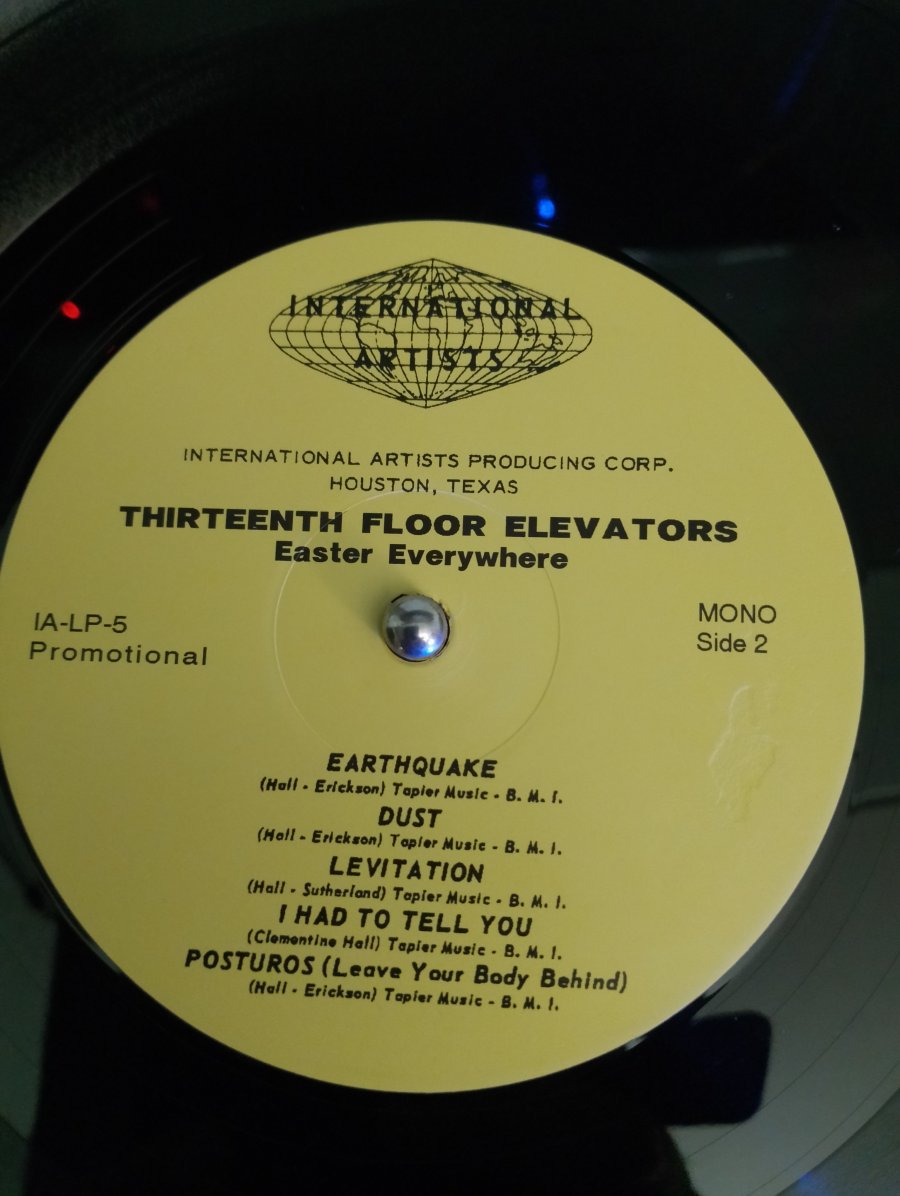 INTERNATIONAL
ARTISTS
INTERNATIONAL ARTISTS PRODUCING CORP.
HOUSTON, TEXAS
THIRTEENTH FLOOR ELEVATORS
Easter Everywhere
IA-LP-5
Promotional
MONO
Side 2
EARTHQUAKE
(Hall - Erickson) Tapier Music - B. M. I.
DUST
(Hall - Erickson) Tapier Music - B. M. I.
LEVITATION
(Hall - Sutherland) Tapier Music - B. M. I.
I HAD TO TELL YOU
(Clementine Hall) Tapier Music - B. M. I.
POSTUROS (Leave Your Body Behind)
(Hall - Erickson) Tapier Music - B. M. I.